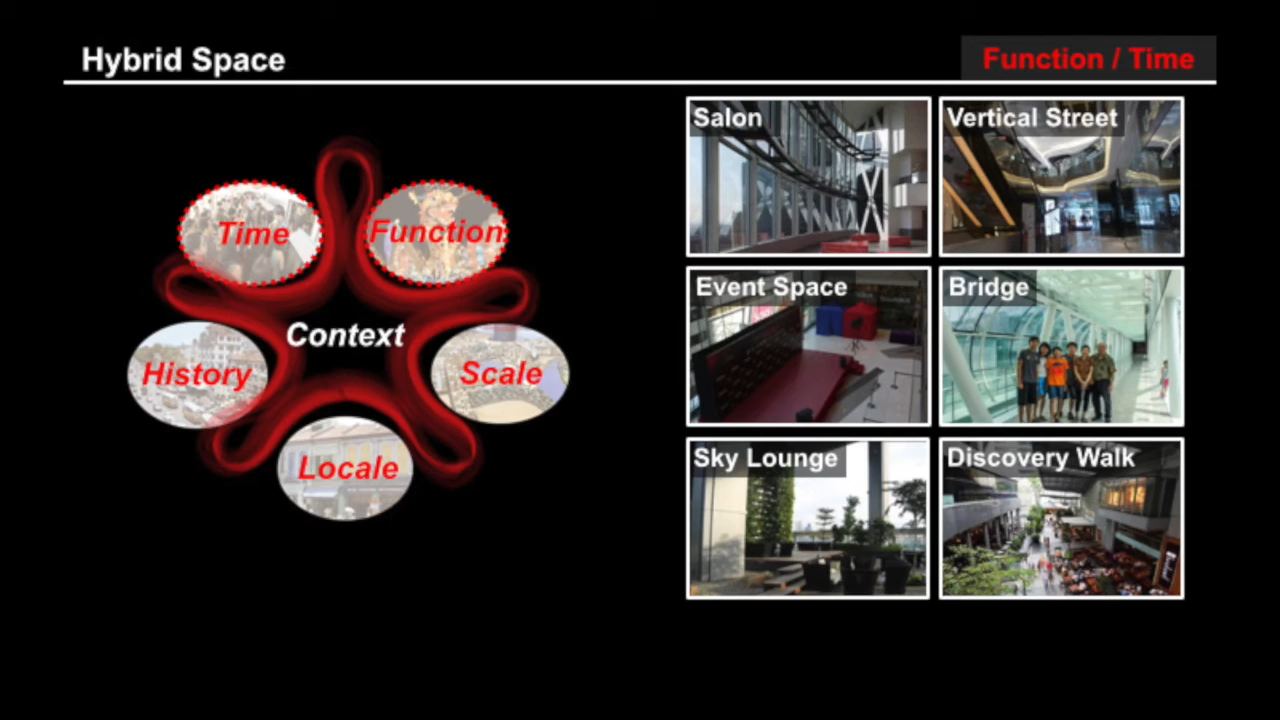 Hybrid Space
Function / Time
Time
Function
Context
History
Scale
Locale
Salon
Vertical Street
Event Space
Bridge
Sky Lounge
Discovery Walk